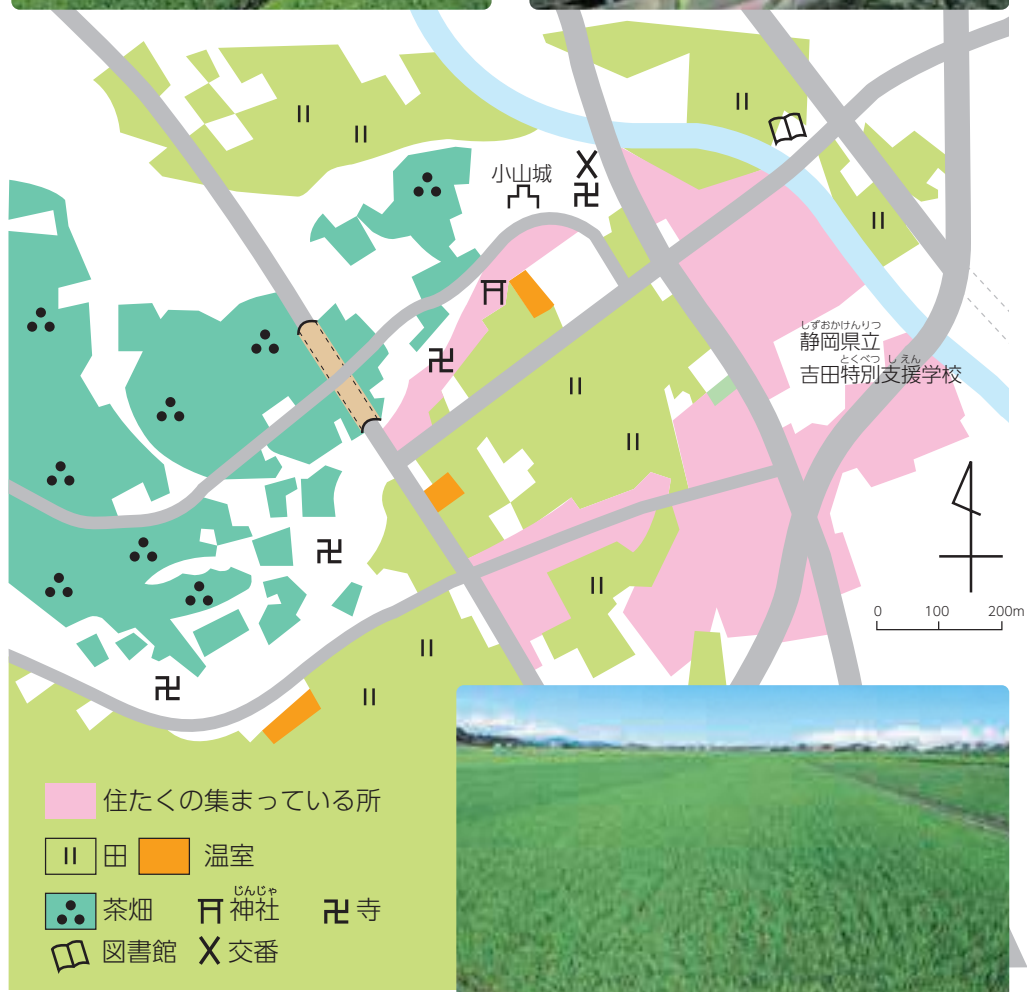 小山城
しずおかけんりつ
静岡県立
とくべつ しえん
吉田特別支援学校
0 100 200m
住たくの集まっている所
田 温室
じんじゃ
茶畑 神社 寺
図書館 交番